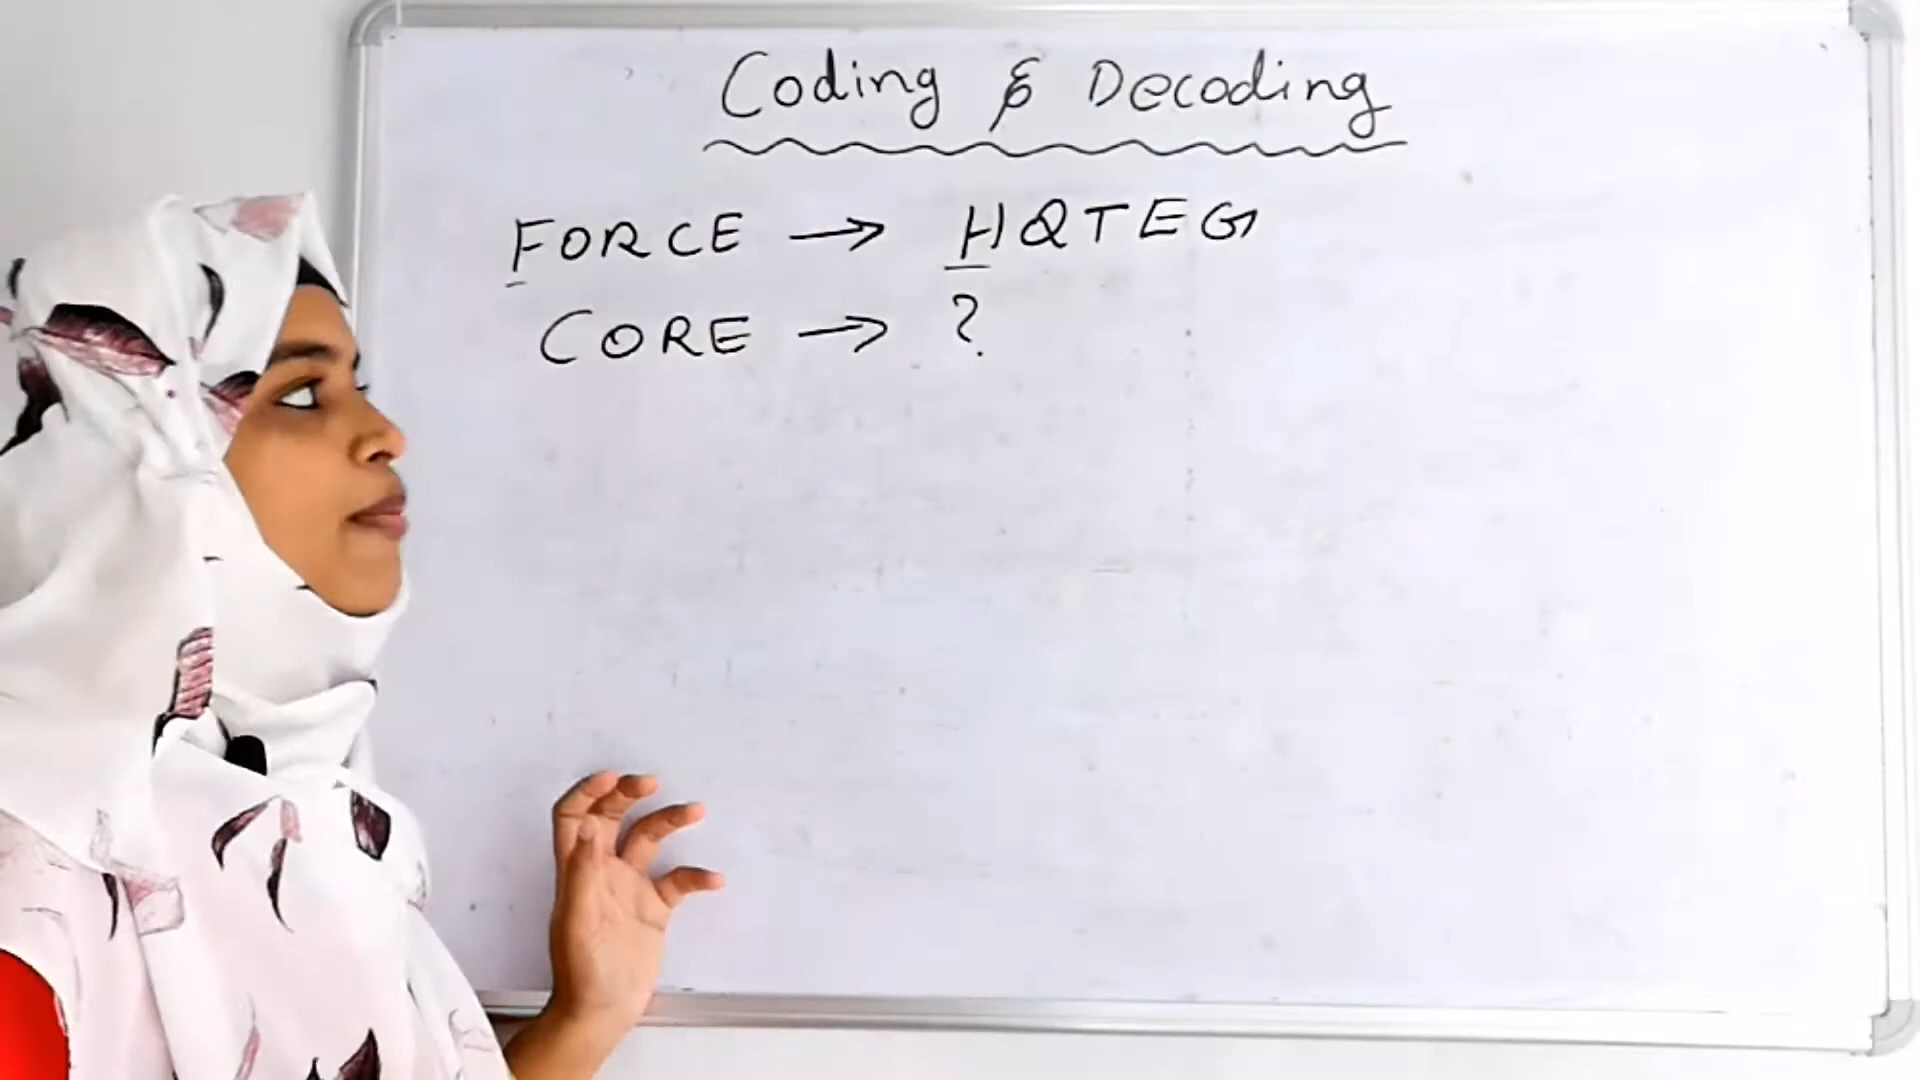 Coding & Decoding
FORCE → HQTEG
CORE → ?